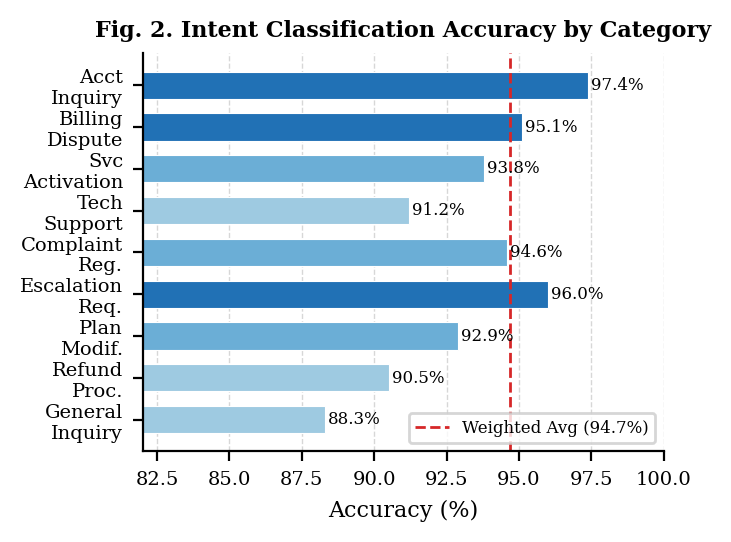 Fig. 2. Intent Classification Accuracy by Category
Acct
Inquiry
97.4%
Billing
Dispute
95.1%
Svc
Activation
93.8%
Tech
Support
91.2%
Complaint
Reg.
94.6%
Escalation
Req.
96.0%
Plan
Modif.
92.9%
Refund
Proc.
90.5%
General
Inquiry
88.3%
Weighted Avg (94.7%)
82.5 85.0 87.5 90.0 92.5 95.0 97.5 100.0
Accuracy (%)